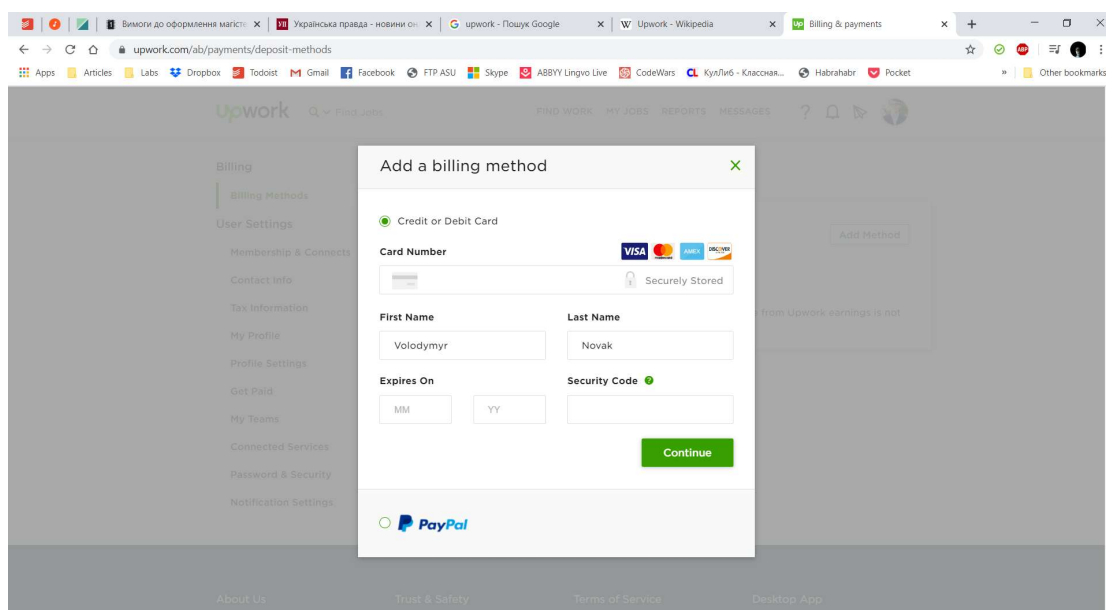 Вимоги до оформлення магісте
Українська правда - новини он
upwork - Пошук Google
Upwork - Wikipedia
Billing & payments
upwork.com/ab/payments/deposit-methods
Apps Articles Labs Dropbox Todoist Gmail Facebook FTP ASU Skype ABBYY Lingvo Live CodeWars КулЛиб - Классная... Habrahabr Pocket » Other bookmarks
Upwork Find Jobs FIND WORK MY JOBS REPORTS MESSAGES ?
Billing
Billing Methods
User Settings
Membership & Connects
Contact Info
Tax Information
My Profile
Profile Settings
Get Paid
My Teams
Connected Services
Password & Security
Notification Settings
Add Method
from Upwork earnings is not
Add a billing method
Credit or Debit Card
Card Number VISA AMEX DISCOVER
Securely Stored
First Name Last Name
Volodymyr Novak
Expires On Security Code
MM YY
Continue
PayPal
About Us Trust & Safety Terms of Service Desktop App